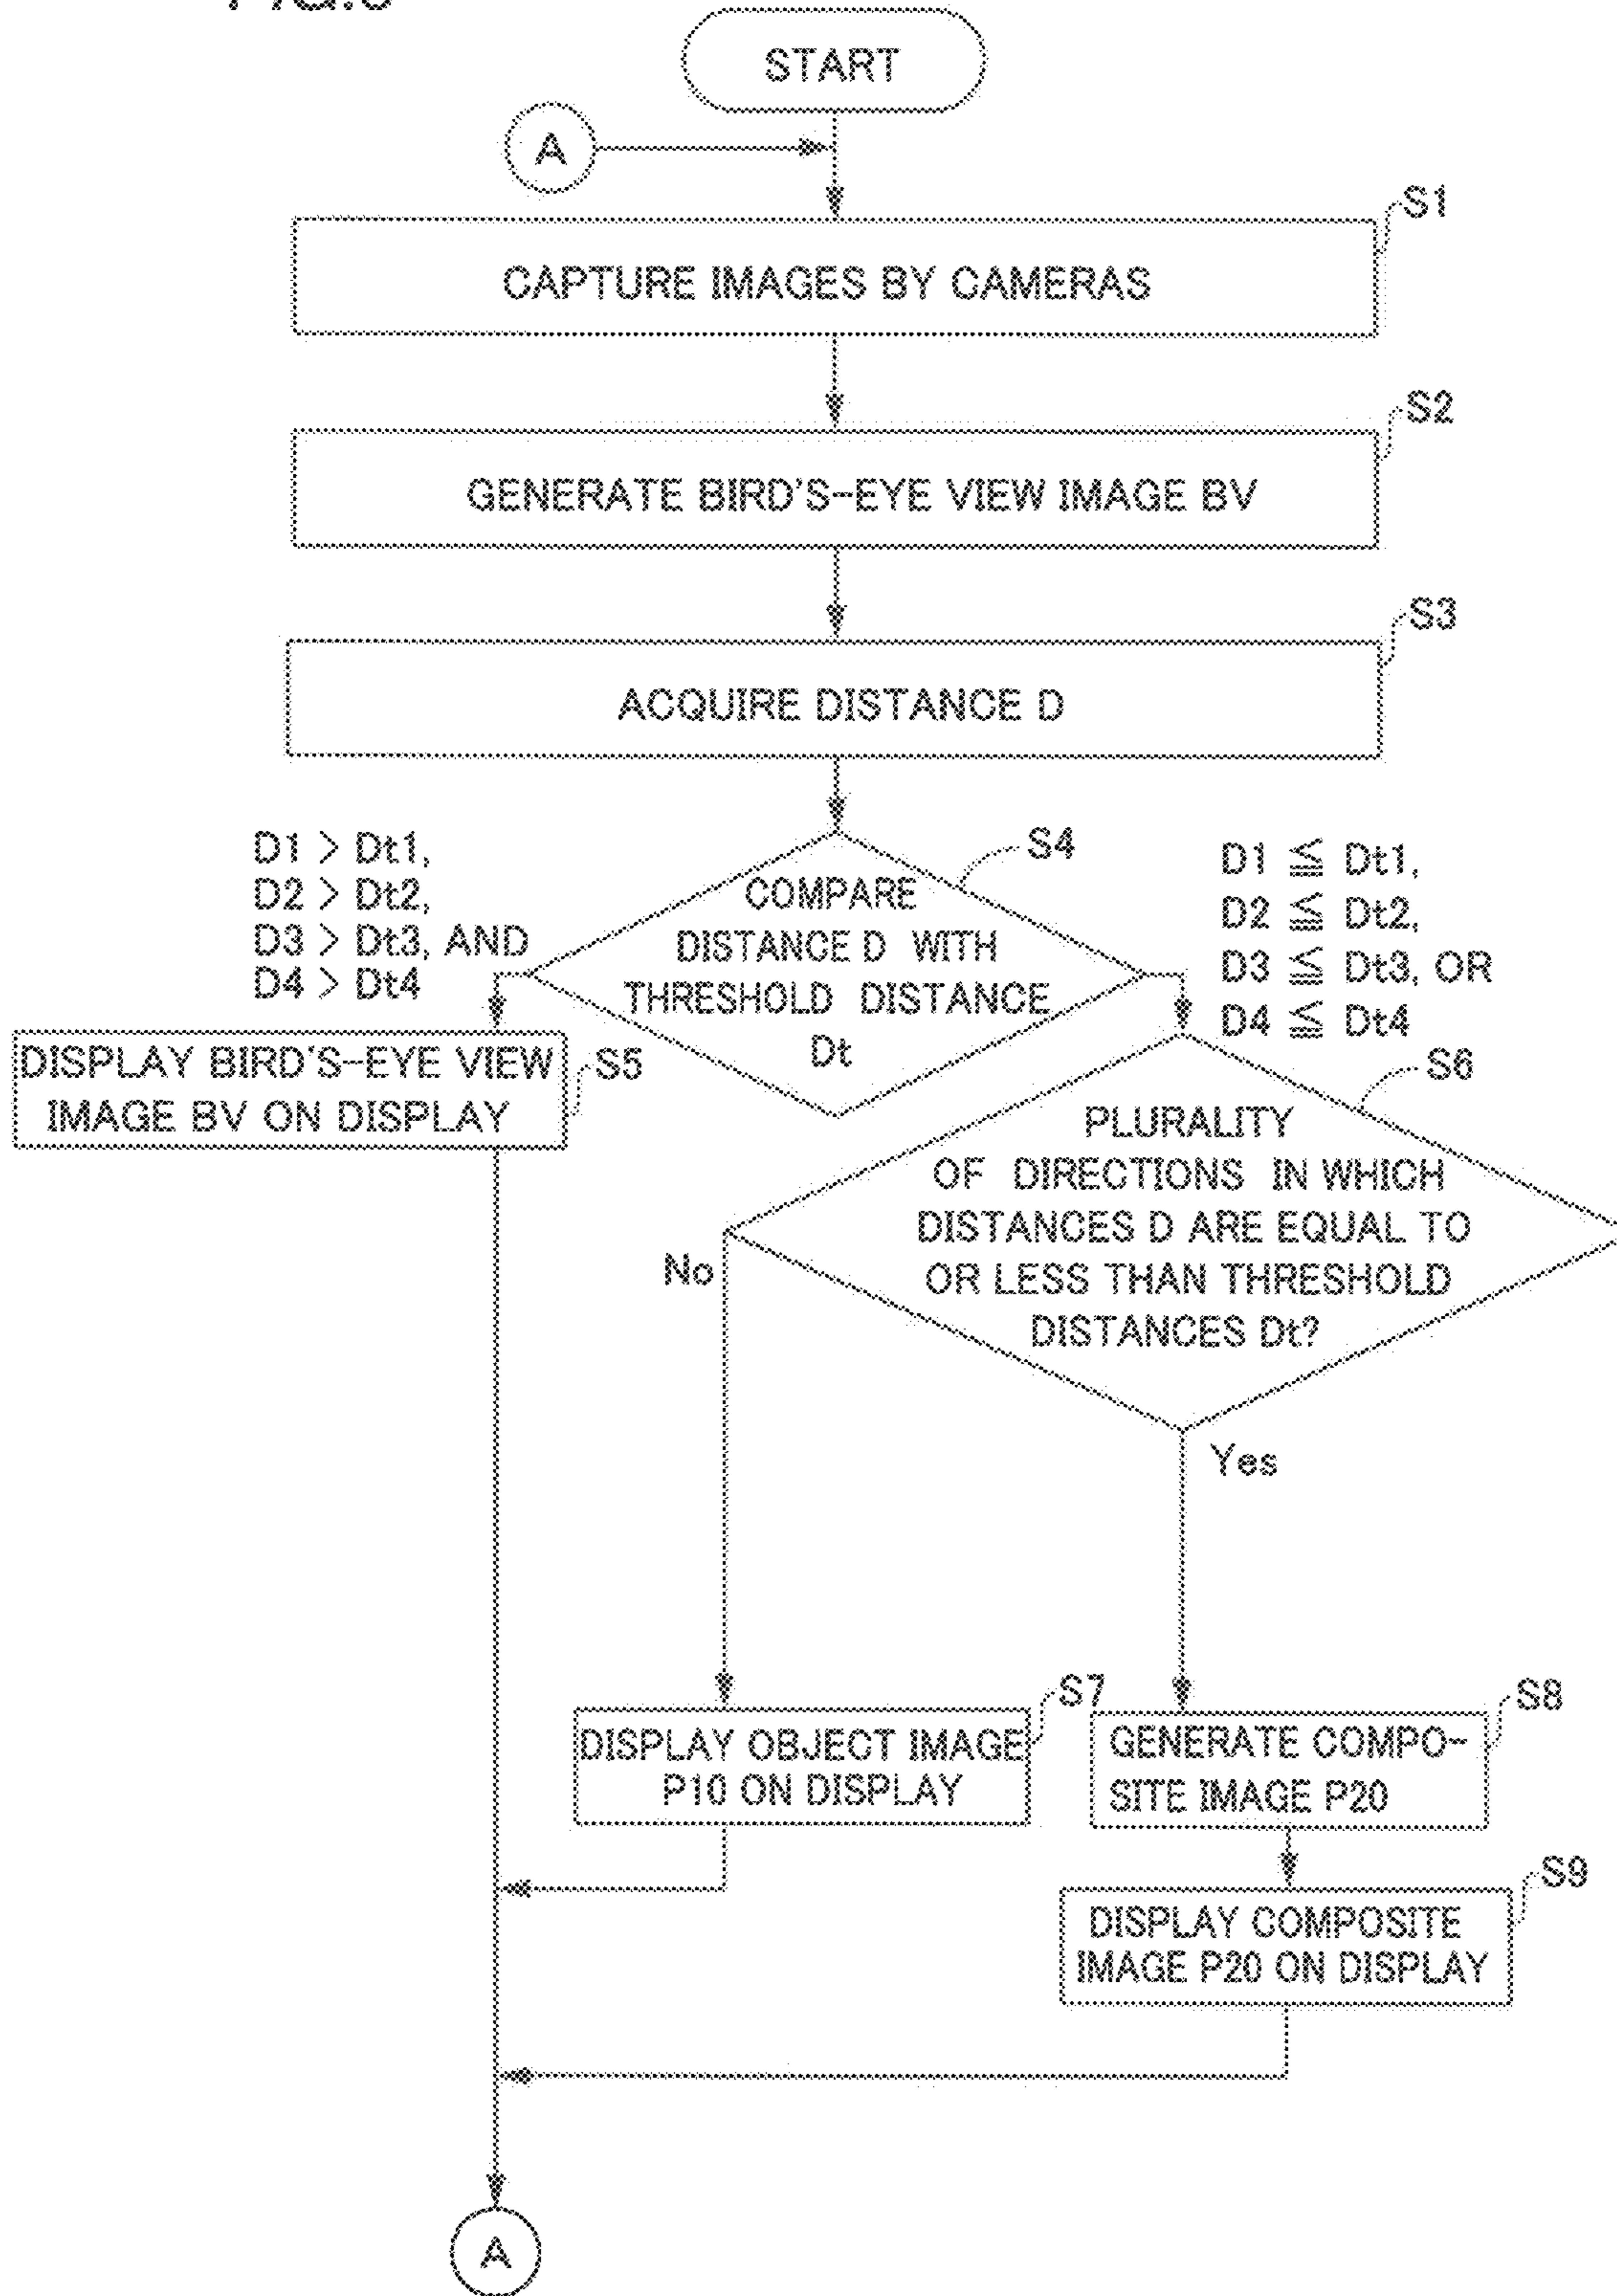 START
A
S1
CAPTURE IMAGES BY CAMERAS
S2
GENERATE BIRD'S-EYE VIEW IMAGE BV
S3
ACQUIRE DISTANCE D
D1 > Dt1,
D2 > Dt2,
D3 > Dt3, AND
D4 > Dt4
S4
COMPARE
DISTANCE D WITH
THRESHOLD DISTANCE
Dt
D1 ≦ Dt1,
D2 ≦ Dt2,
D3 ≦ Dt3, OR
D4 ≦ Dt4
DISPLAY BIRD'S-EYE VIEW
IMAGE BV ON DISPLAY
S5
S6
PLURALITY
OF DIRECTIONS IN WHICH
DISTANCES D ARE EQUAL TO
OR LESS THAN THRESHOLD
DISTANCES Dt?
No
Yes
S7
DISPLAY OBJECT IMAGE
P10 ON DISPLAY
S8
GENERATE COMPO-
SITE IMAGE P20
S9
DISPLAY COMPOSITE
IMAGE P20 ON DISPLAY
A